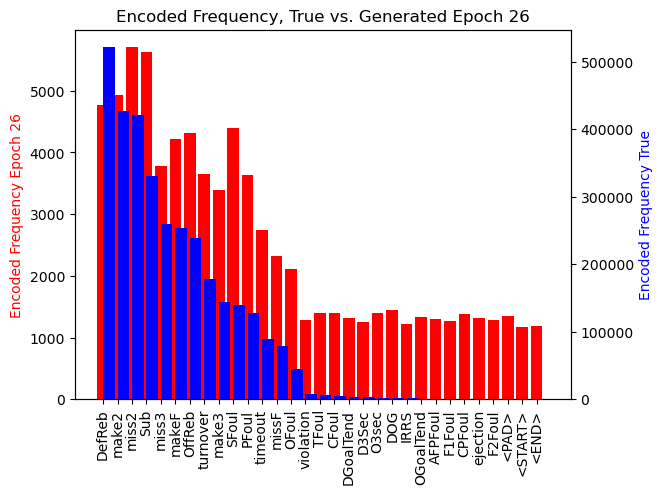 Encoded Frequency, True vs. Generated Epoch 26
Encoded Frequency Epoch 26
5000
4000
3000
2000
1000
0
500000
400000
300000
200000
100000
0
Encoded Frequency True
DefReb
make2
miss2
Sub
miss3
makeF
OffReb
turnover
make3
SFoul
PFoul
timeout
missF
OFoul
violation
TFoul
CFoul
DGoalTend
D3Sec
O3sec
DOG
IRRS
OGoalTend
AFPFoul
F1Foul
CPFoul
ejection
F2Foul
<PAD>
<START>
<END>